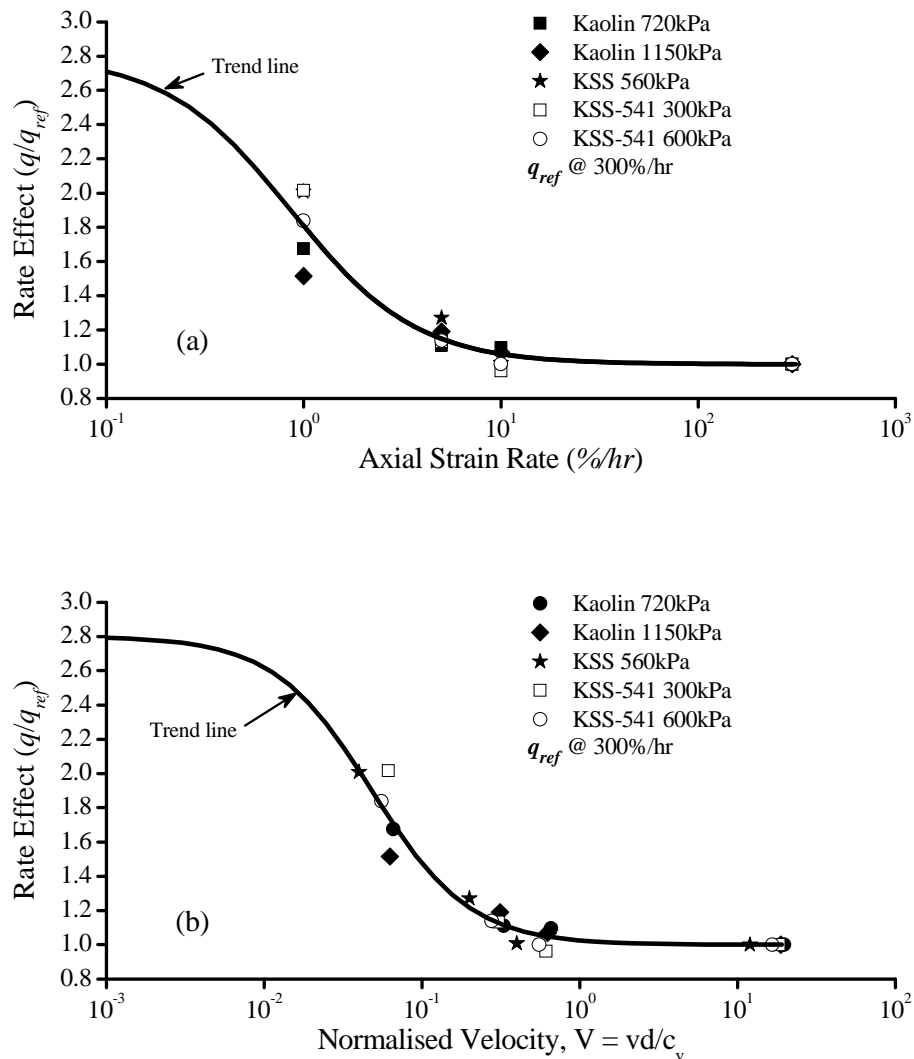 Rate Effect (q/q_ref)
3.0
2.8
2.6
2.4
2.2
2.0
1.8
1.6
1.4
1.2
1.0
0.8
Trend line
Kaolin 720kPa
Kaolin 1150kPa
KSS 560kPa
KSS-541 300kPa
KSS-541 600kPa
q_ref @ 300%/hr
(a)
10^-1 10^0 10^1 10^2 10^3
Axial Strain Rate (%/hr)
Rate Effect (q/q_ref)
3.0
2.8
2.6
2.4
2.2
2.0
1.8
1.6
1.4
1.2
1.0
0.8
Trend line
Kaolin 720kPa
Kaolin 1150kPa
KSS 560kPa
KSS-541 300kPa
KSS-541 600kPa
q_ref @ 300%/hr
(b)
10^-3 10^-2 10^-1 10^0 10^1 10^2
Normalised Velocity, V = vd/c_v